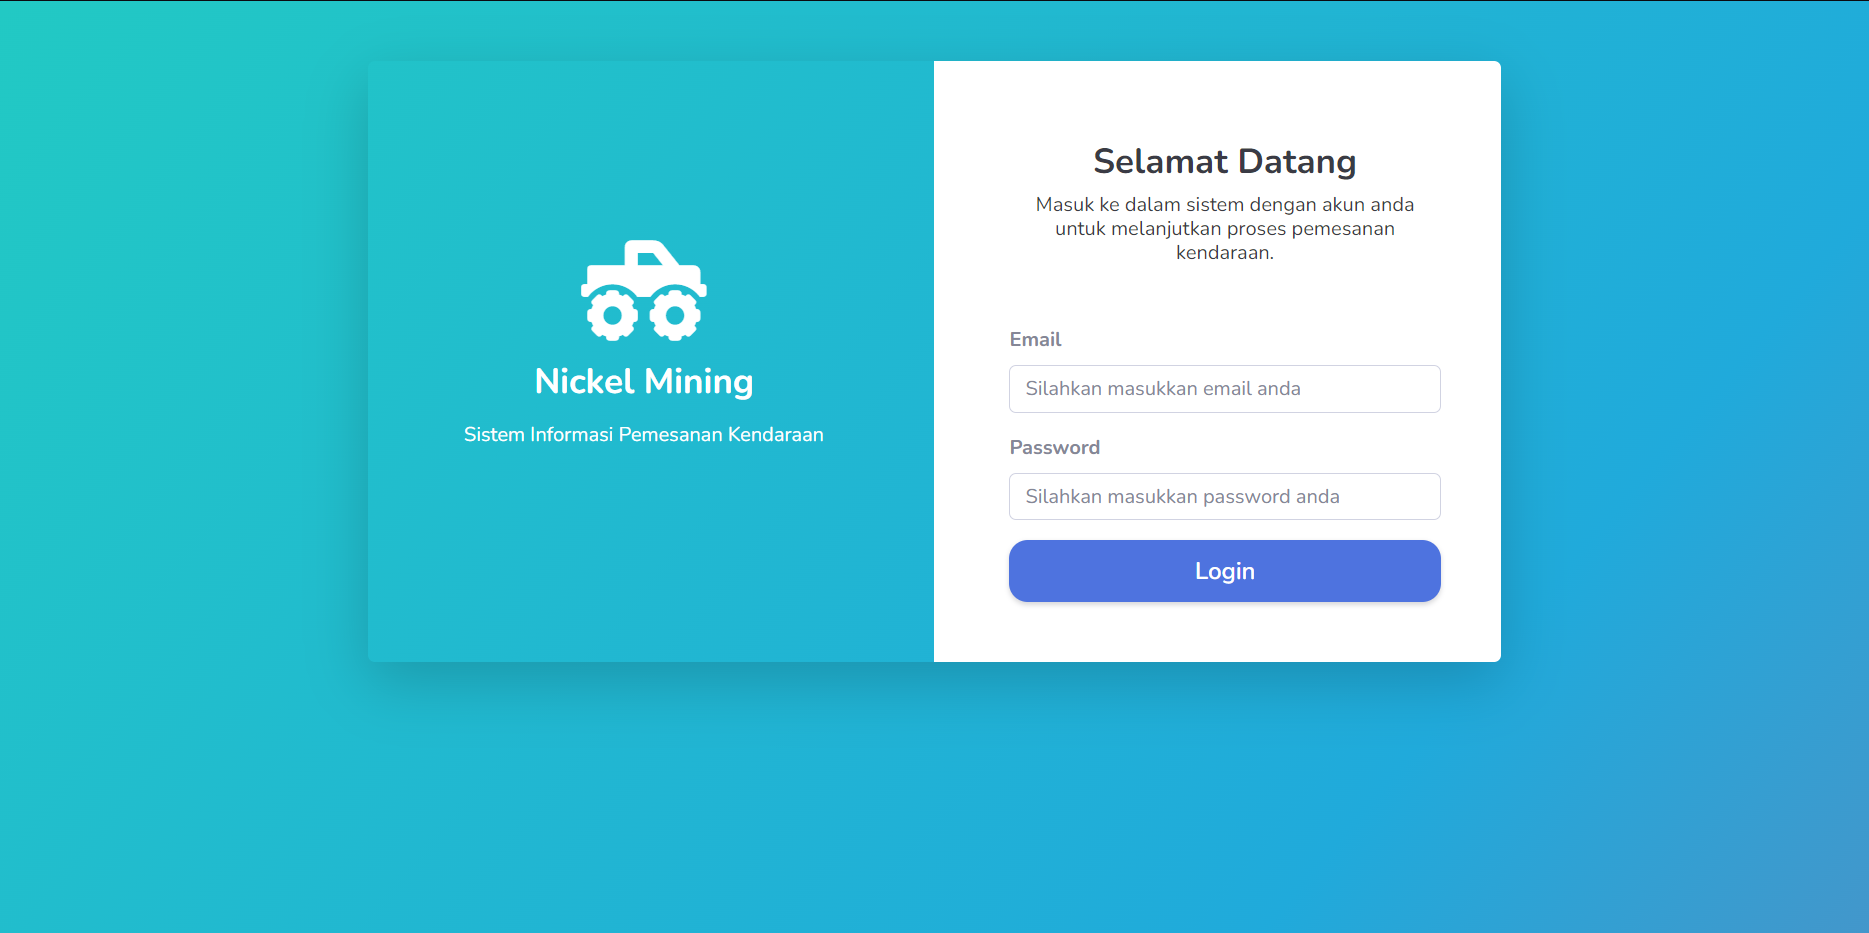 Nickel Mining
Sistem Informasi Pemesanan Kendaraan
Selamat Datang
Masuk ke dalam sistem dengan akun anda
untuk melanjutkan proses pemesanan
kendaraan.
Email
Silahkan masukkan email anda
Password
Silahkan masukkan password anda
Login